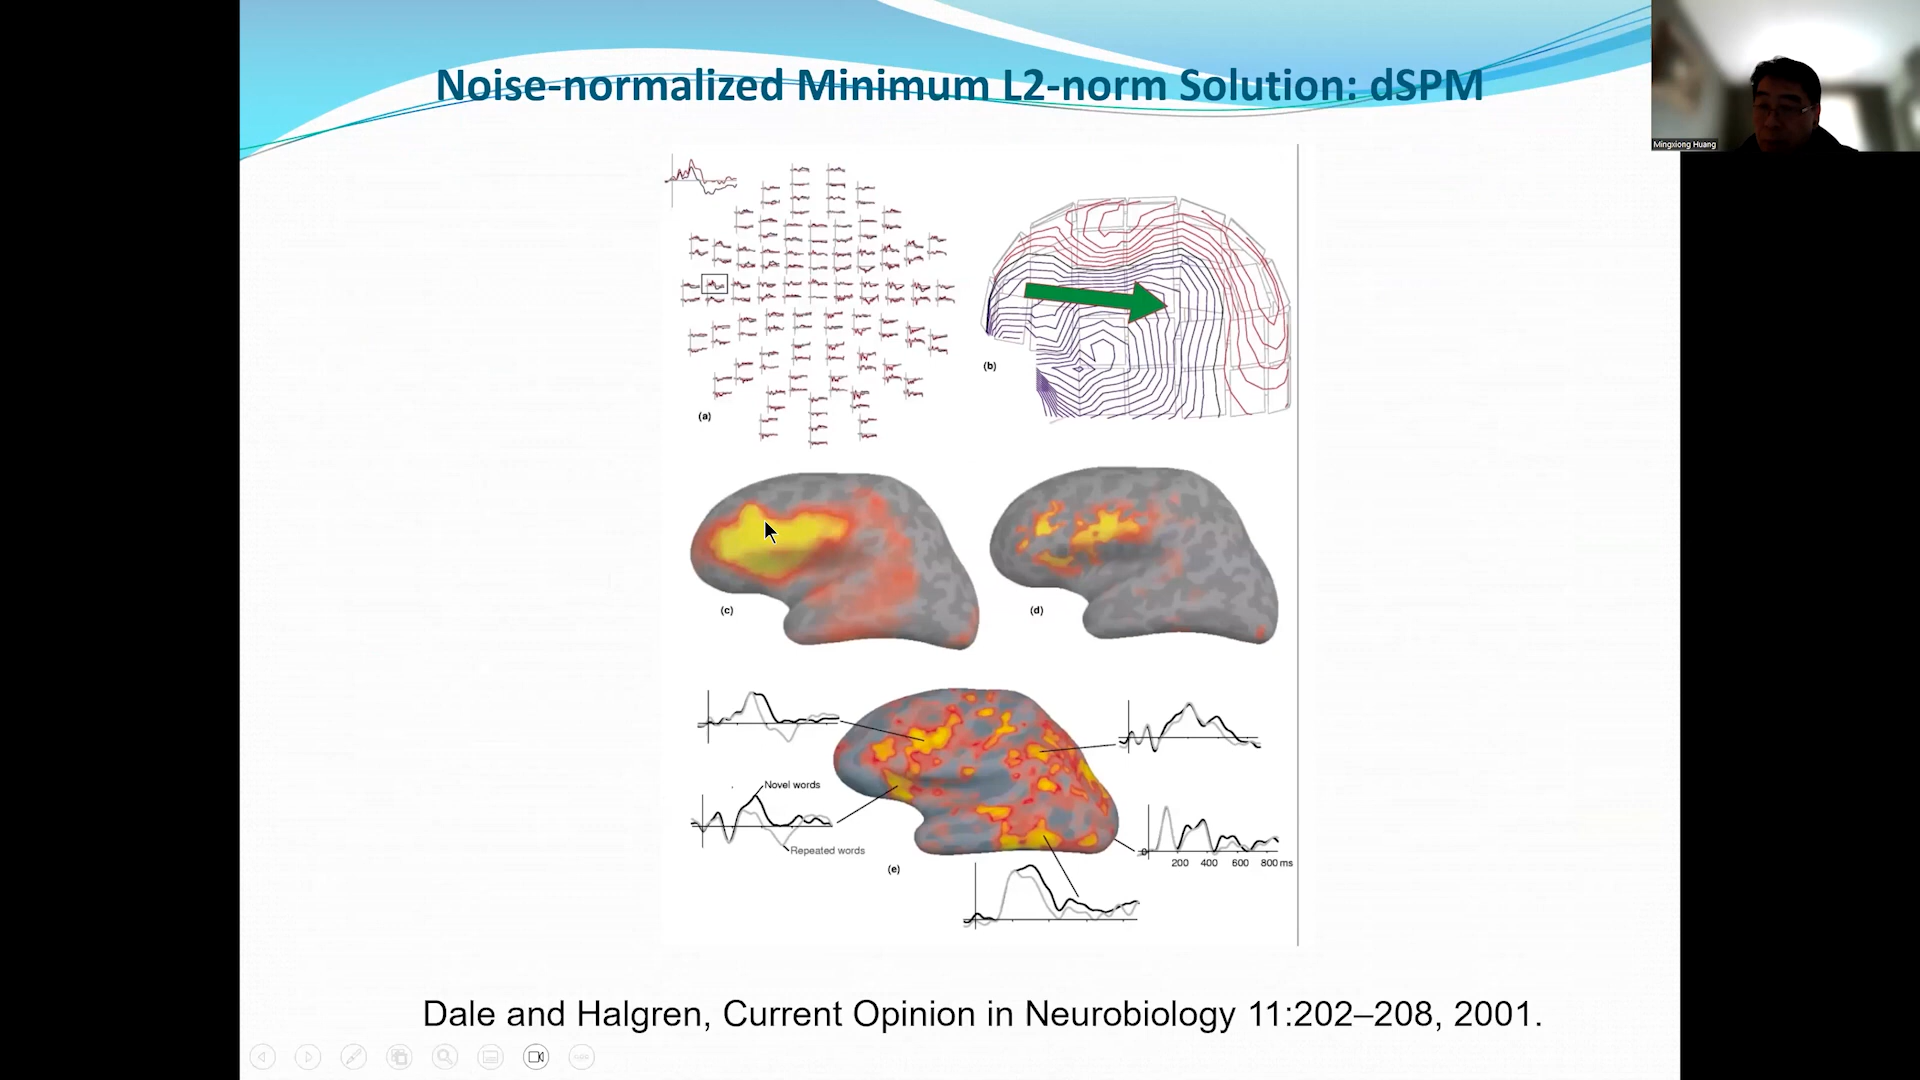 Noise-normalized Minimum L2-norm Solution: dSPM
Mingxiong Huang
(a)
(b)
(c)
(d)
Novel words
Repeated words
(e)
0
200 400 600 800 ms
Dale and Halgren, Current Opinion in Neurobiology 11:202–208, 2001.